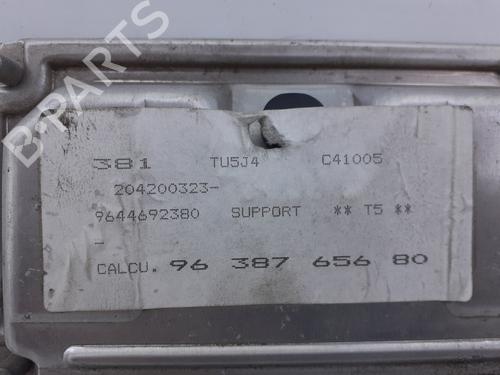 B-PARTS
381 TU5J4 C41005
204200323-
9644692380 SUPPORT ** T5 **
-
CALCU. 96 387 656 80